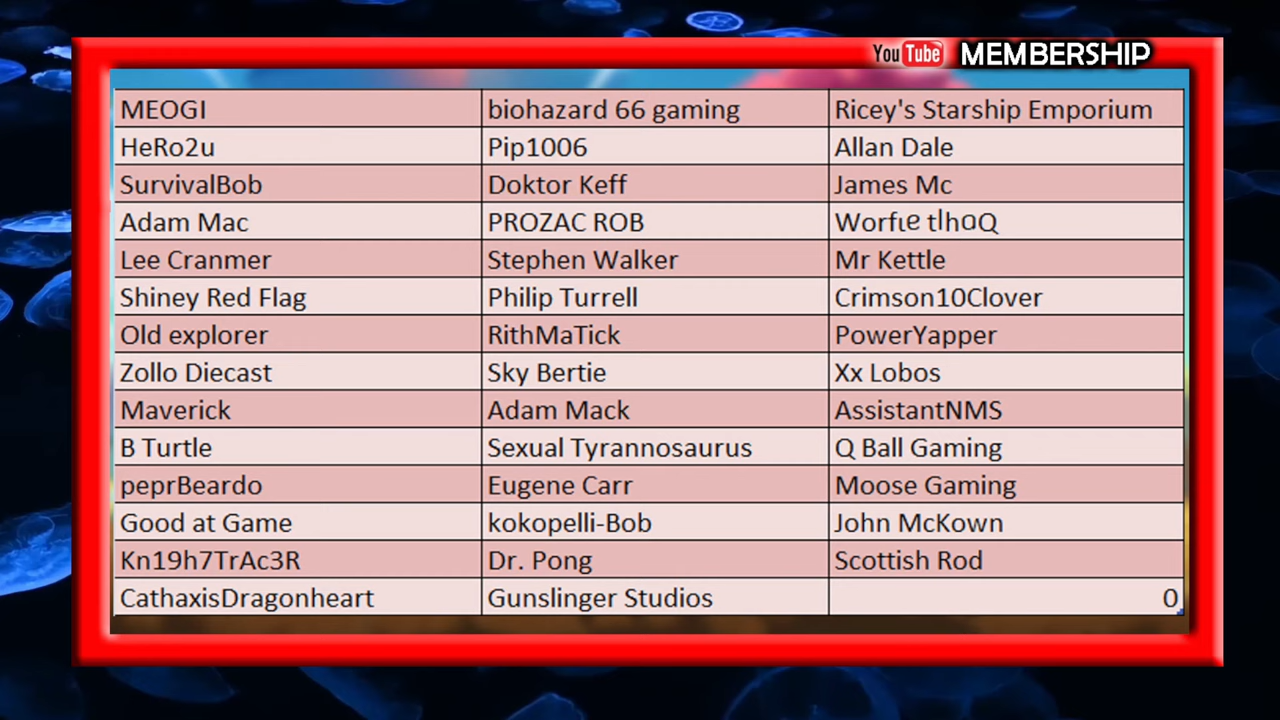 YouTube MEMBERSHIP
MEOGI biohazard 66 gaming Ricey's Starship Emporium
HeRo2u Pip1006 Allan Dale
SurvivalBob Doktor Keff James Mc
Adam Mac PROZAC ROB Worfιҽ tlhαQ
Lee Cranmer Stephen Walker Mr Kettle
Shiney Red Flag Philip Turrell Crimson10Clover
Old explorer RithMaTick PowerYapper
Zollo Diecast Sky Bertie Xx Lobos
Maverick Adam Mack AssistantNMS
B Turtle Sexual Tyrannosaurus Q Ball Gaming
peprBeardo Eugene Carr Moose Gaming
Good at Game kokopelli-Bob John McKown
Kn19h7TrAc3R Dr. Pong Scottish Rod
CathaxisDragonheart Gunslinger Studios 0